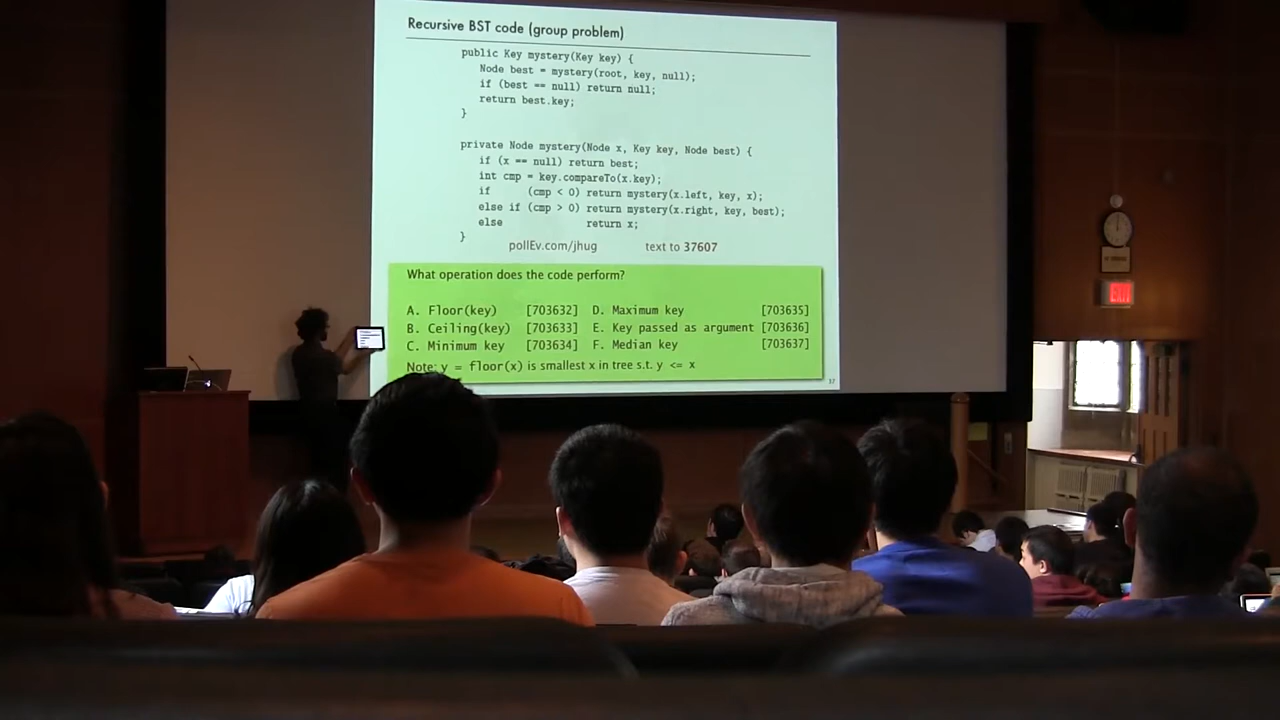 Recursive BST code (group problem)
public Key mystery(Key key) {
Node best = mystery(root, key, null);
if (best == null) return null;
return best.key;
}
private Node mystery(Node x, Key key, Node best) {
if (x == null) return best;
int cmp = key.compareTo(x.key);
if (cmp < 0) return mystery(x.left, key, x);
else if (cmp > 0) return mystery(x.right, key, best);
else return x;
}
pollEv.com/jhug text to 37607
What operation does the code perform?
A. Floor(key) [703632] D. Maximum key [703635]
B. Ceiling(key) [703633] E. Key passed as argument [703636]
C. Minimum key [703634] F. Median key [703637]
Note: y = floor(x) is smallest x in tree s.t. y <= x
37
EXIT